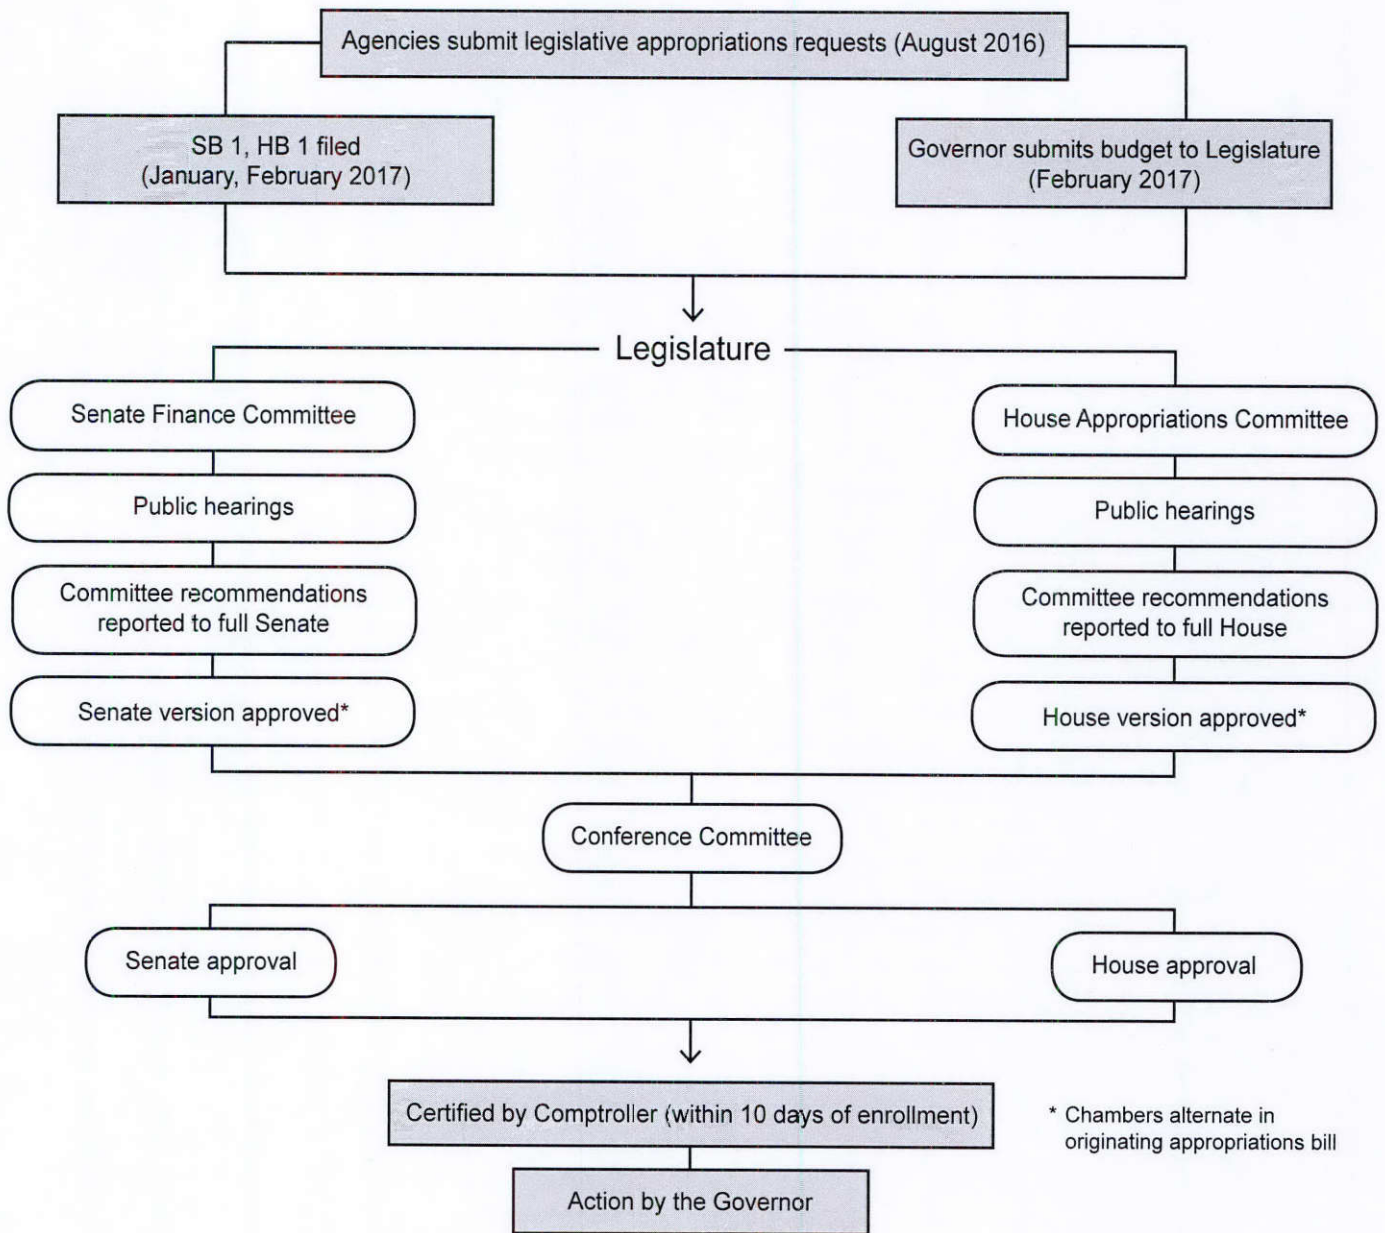 Agencies submit legislative appropriations requests (August 2016)
SB 1, HB 1 filed
(January, February 2017)
Governor submits budget to Legislature
(February 2017)
Legislature
Senate Finance Committee
House Appropriations Committee
Public hearings
Public hearings
Committee recommendations
reported to full Senate
Committee recommendations
reported to full House
Senate version approved*
House version approved*
Conference Committee
Senate approval
House approval
Certified by Comptroller (within 10 days of enrollment)
* Chambers alternate in
originating appropriations bill
Action by the Governor